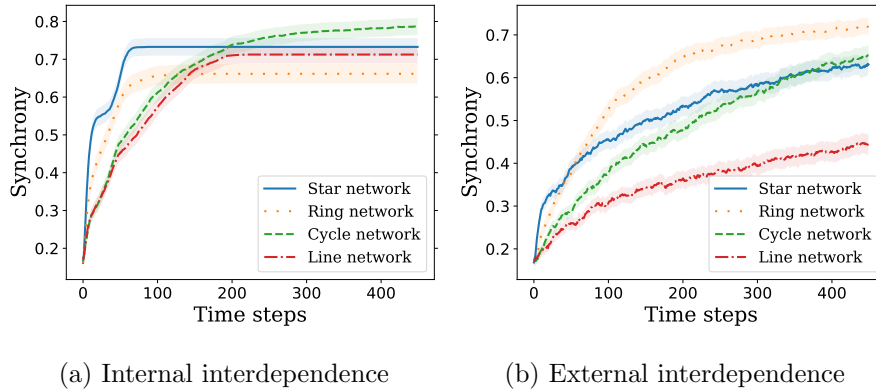 0.8
0.7
0.6
0.5
0.4
0.3
0.2
Synchrony
0 100 200 300 400
Time steps
Star network
Ring network
Cycle network
Line network
(a) Internal interdependence
0.7
0.6
0.5
0.4
0.3
0.2
Synchrony
0 100 200 300 400
Time steps
Star network
Ring network
Cycle network
Line network
(b) External interdependence